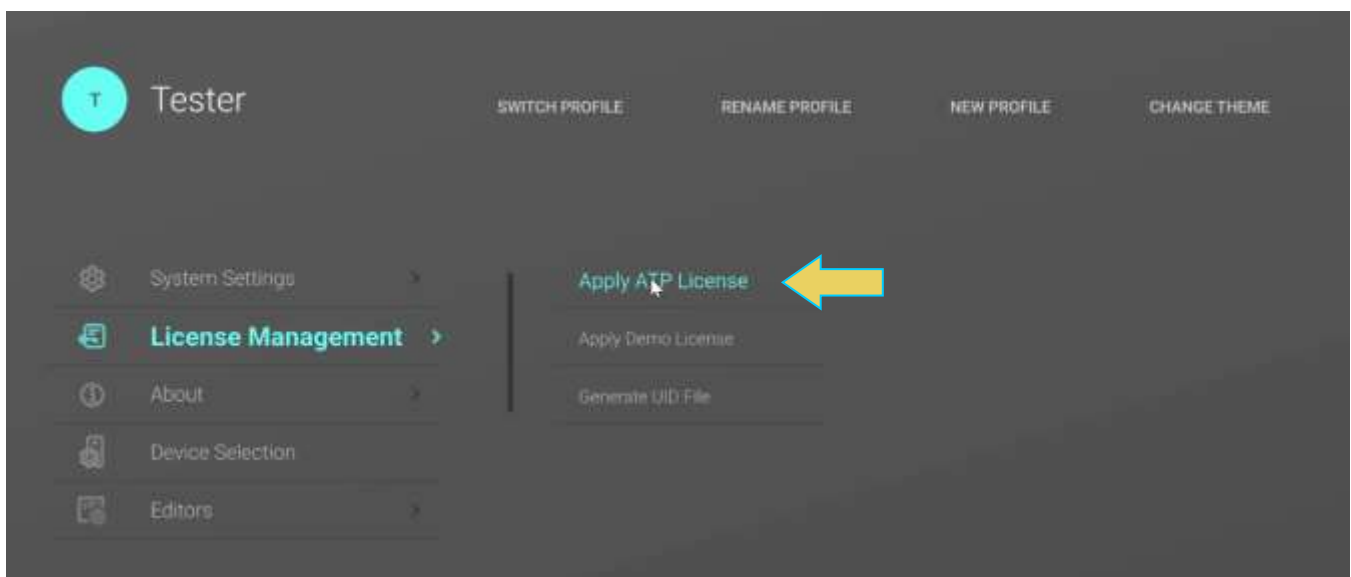 T
Tester
SWITCH PROFILE
RENAME PROFILE
NEW PROFILE
CHANGE THEME
System Settings
License Management
About
Device Selection
Editors
Apply ATP License
Apply Demo License
Generate UID File